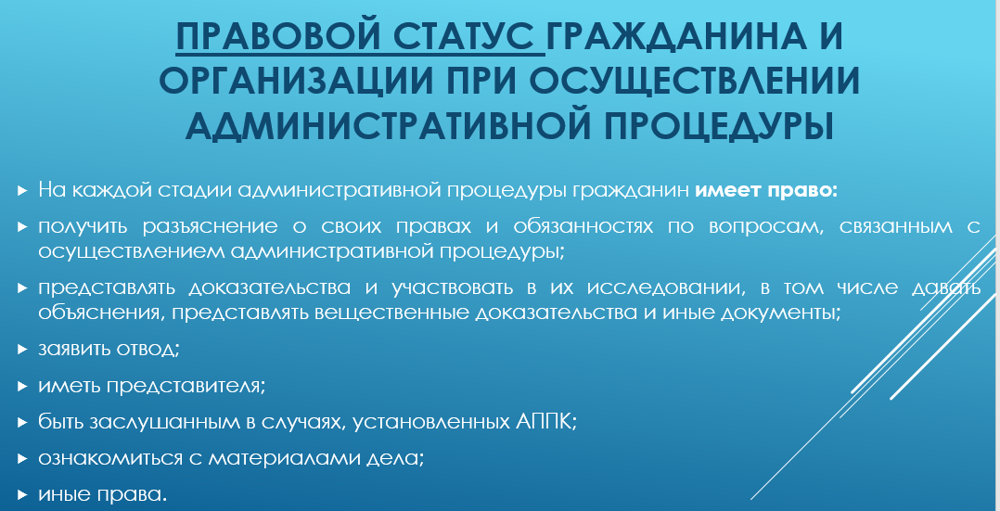 ПРАВОВОЙ СТАТУС ГРАЖДАНИНА И
ОРГАНИЗАЦИИ ПРИ ОСУЩЕСТВЛЕНИИ
АДМИНИСТРАТИВНОЙ ПРОЦЕДУРЫ
На каждой стадии административной процедуры гражданин имеет право:
получить разъяснение о своих правах и обязанностях по вопросам, связанным с
осуществлением административной процедуры;
представлять доказательства и участвовать в их исследовании, в том числе давать
объяснения, представлять вещественные доказательства и иные документы;
заявить отвод;
иметь представителя;
быть заслушанным в случаях, установленных АППК;
ознакомиться с материалами дела;
иные права.